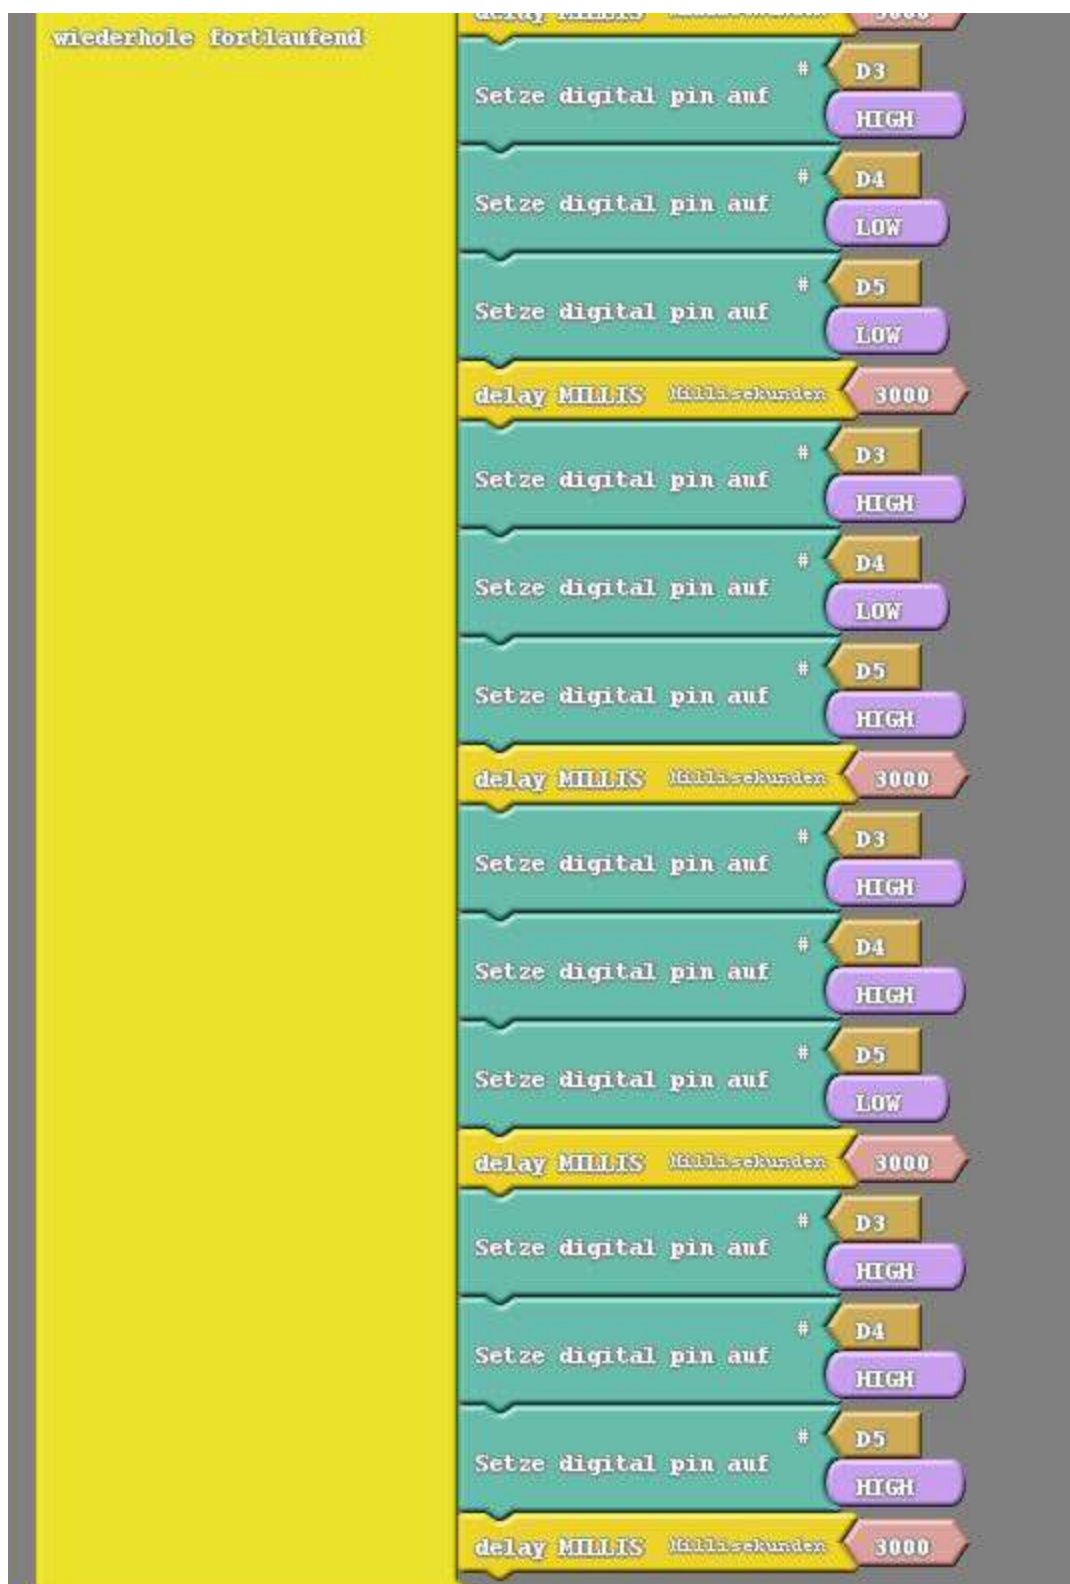 delay MILLIS Millisekunden 3000
wiederhole fortlaufend
# D3
Setze digital pin auf
HIGH
# D4
Setze digital pin auf
LOW
# D5
Setze digital pin auf
LOW
delay MILLIS Millisekunden 3000
# D3
Setze digital pin auf
HIGH
# D4
Setze digital pin auf
LOW
# D5
Setze digital pin auf
HIGH
delay MILLIS Millisekunden 3000
# D3
Setze digital pin auf
HIGH
# D4
Setze digital pin auf
HIGH
# D5
Setze digital pin auf
LOW
delay MILLIS Millisekunden 3000
# D3
Setze digital pin auf
HIGH
# D4
Setze digital pin auf
HIGH
# D5
Setze digital pin auf
HIGH
delay MILLIS Millisekunden 3000